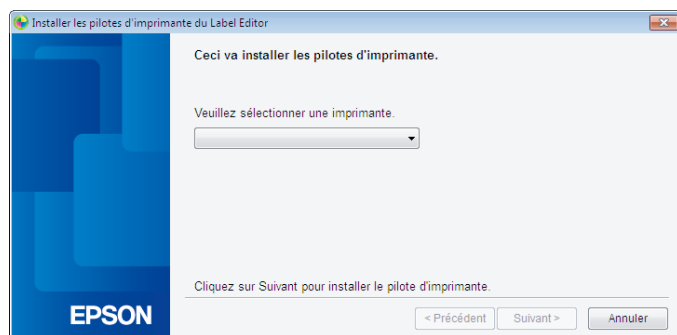 Installer les pilotes d'imprimante du Label Editor
Ceci va installer les pilotes d'imprimante.
Veuillez sélectionner une imprimante.
Cliquez sur Suivant pour installer le pilote d'imprimante.
EPSON
< Précédent
Suivant >
Annuler